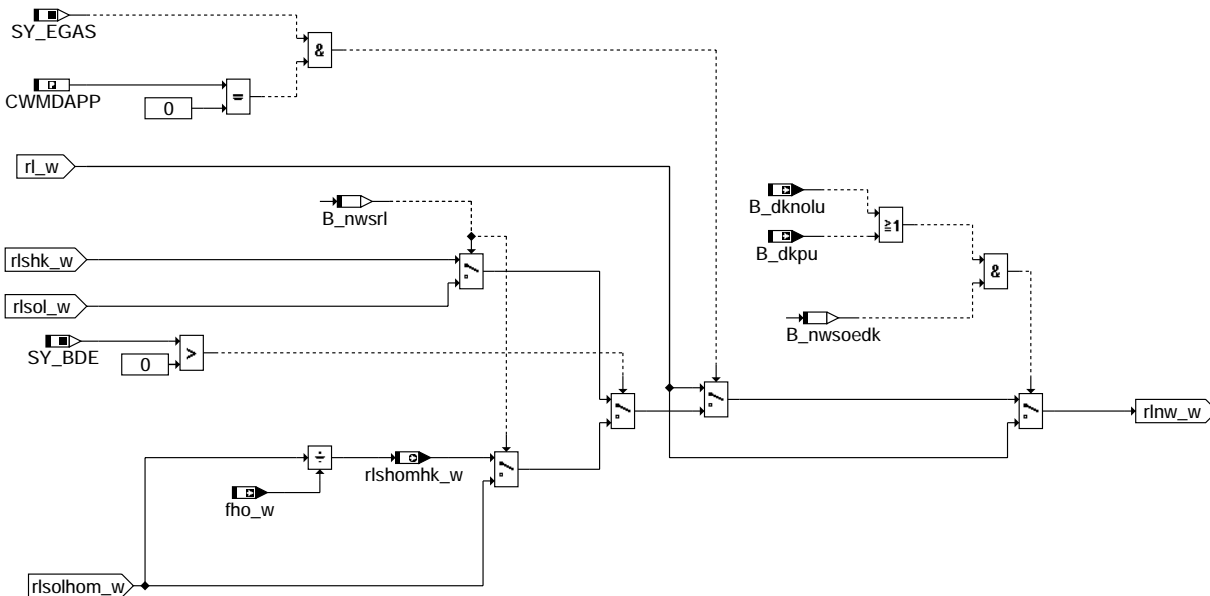 SY_EGAS
&
CWMDAPP
0
=
rl_w
B_nwsrl
B_dknolu
≥1
B_dkpu
&
rlshk_w
rlsol_w
B_nwsoedk
SY_BDE
0
>
rlnw_w
÷
rlshomhk_w
fho_w
rlsolhom_w